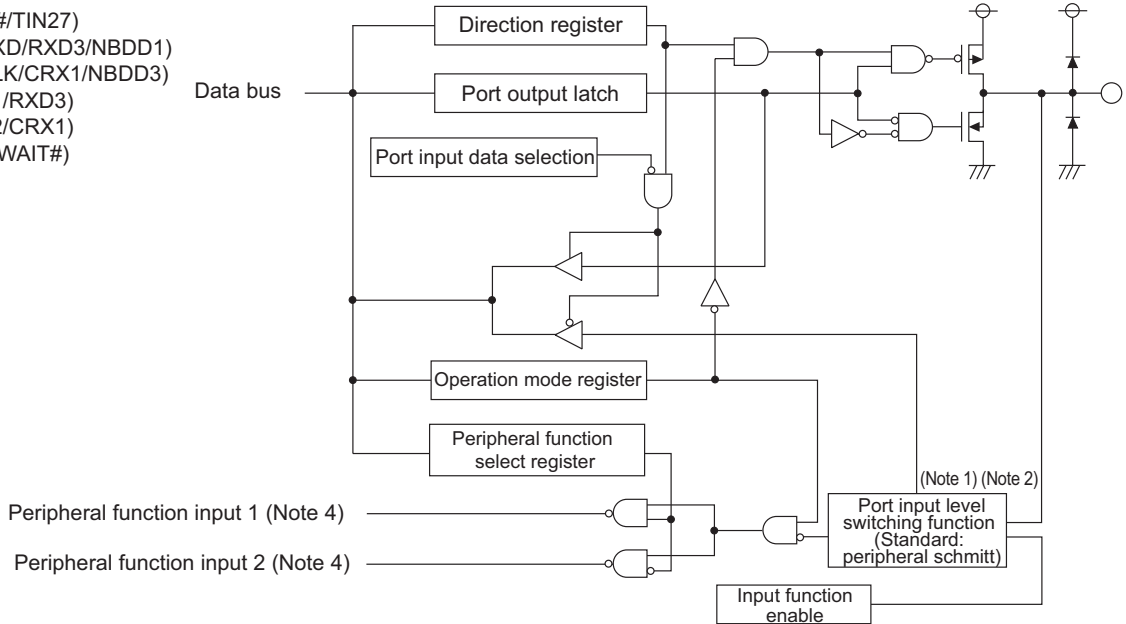 #/TIN27)
XD/RXD3/NBDD1)
LK/CRX1/NBDD3)
/RXD3)
2/CRX1)
WAIT#)
Data bus
Direction register
Port output latch
Port input data selection
Operation mode register
Peripheral function
select register
(Note 1) (Note 2)
Peripheral function input 1 (Note 4)
Peripheral function input 2 (Note 4)
Port input level
switching function
(Standard:
peripheral schmitt)
Input function
enable